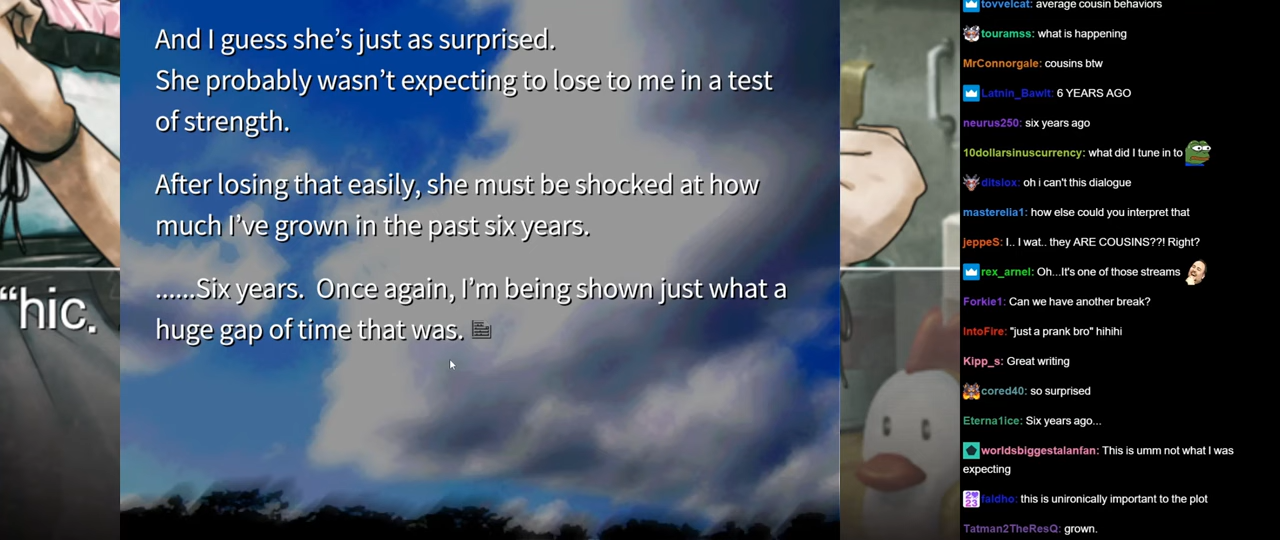 And I guess she's just as surprised.
She probably wasn't expecting to lose to me in a test
of strength.
After losing that easily, she must be shocked at how
much I've grown in the past six years.
......Six years.  Once again, I'm being shown just what a
huge gap of time that was.
“hic.
tovvelcat: average cousin behaviors
touramss: what is happening
MrConnorgale: cousins btw
Latnin_Bawit: 6 YEARS AGO
neurus250: six years ago
10dollarsinuscurrency: what did I tune in to
ditsiox: oh i can't this dialogue
masterelia1: how else could you interpret that
jeppeS: I.. I wat.. they ARE COUSINS??! Right?
rex_arnel: Oh...It's one of those streams
Forkie1: Can we have another break?
IntoFire: "just a prank bro" hihihi
Kipp_s: Great writing
cored40: so surprised
Eterna1ice: Six years ago...
worldsbiggestalanfan: This is umm not what I was
expecting
faldho: this is unironically important to the plot
Tatman2TheResQ: grown.